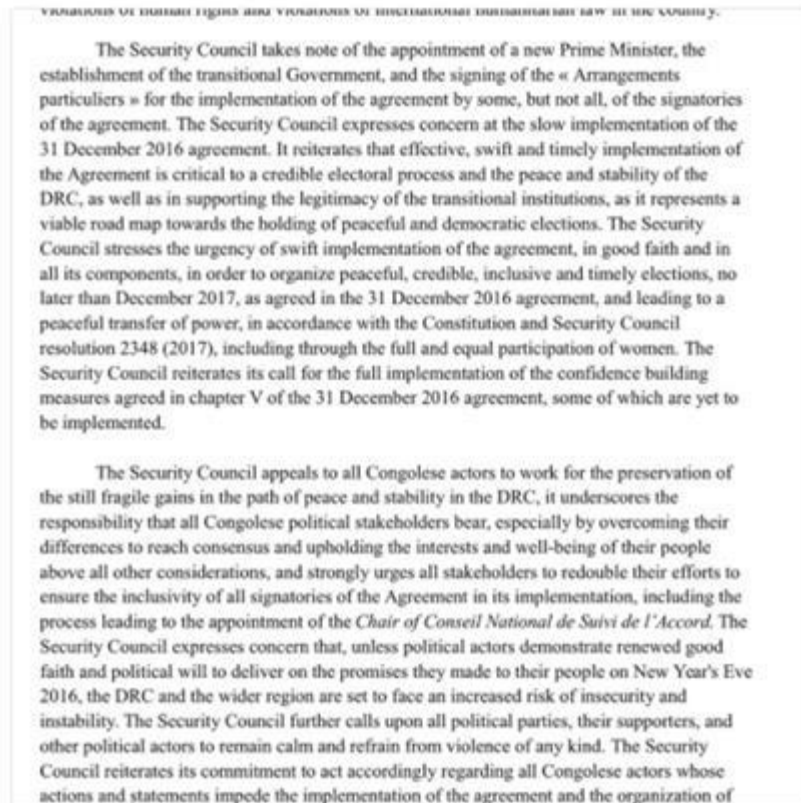 violations of human rights and violations of international humanitarian law in the country.
The Security Council takes note of the appointment of a new Prime Minister, the
establishment of the transitional Government, and the signing of the « Arrangements
particuliers » for the implementation of the agreement by some, but not all, of the signatories
of the agreement. The Security Council expresses concern at the slow implementation of the
31 December 2016 agreement. It reiterates that effective, swift and timely implementation of
the Agreement is critical to a credible electoral process and the peace and stability of the
DRC, as well as in supporting the legitimacy of the transitional institutions, as it represents a
viable road map towards the holding of peaceful and democratic elections. The Security
Council stresses the urgency of swift implementation of the agreement, in good faith and in
all its components, in order to organize peaceful, credible, inclusive and timely elections, no
later than December 2017, as agreed in the 31 December 2016 agreement, and leading to a
peaceful transfer of power, in accordance with the Constitution and Security Council
resolution 2348 (2017), including through the full and equal participation of women. The
Security Council reiterates its call for the full implementation of the confidence building
measures agreed in chapter V of the 31 December 2016 agreement, some of which are yet to
be implemented.
The Security Council appeals to all Congolese actors to work for the preservation of
the still fragile gains in the path of peace and stability in the DRC, it underscores the
responsibility that all Congolese political stakeholders bear, especially by overcoming their
differences to reach consensus and upholding the interests and well-being of their people
above all other considerations, and strongly urges all stakeholders to redouble their efforts to
ensure the inclusivity of all signatories of the Agreement in its implementation, including the
process leading to the appointment of the Chair of Conseil National de Suivi de l'Accord. The
Security Council expresses concern that, unless political actors demonstrate renewed good
faith and political will to deliver on the promises they made to their people on New Year's Eve
2016, the DRC and the wider region are set to face an increased risk of insecurity and
instability. The Security Council further calls upon all political parties, their supporters, and
other political actors to remain calm and refrain from violence of any kind. The Security
Council reiterates its commitment to act accordingly regarding all Congolese actors whose
actions and statements impede the implementation of the agreement and the organization of